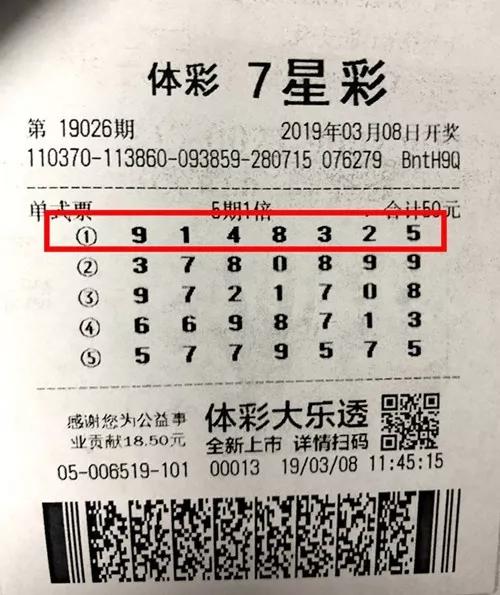 体彩 7星彩
第 19026期 2019年03月08日开奖
110370-113860-093859-280715 076279 BntH9Q
单式票 5期1倍 合计50元
① 9 1 4 8 3 2 5
② 3 7 8 0 8 9 9
③ 9 7 2 1 7 0 8
④ 6 6 9 8 7 1 3
⑤ 5 7 7 9 5 7 5
感谢您为公益事
业贡献18.50元
体彩大乐透
全新上市 详情扫码
05-006519-101 00013 19/03/08 11:45:15